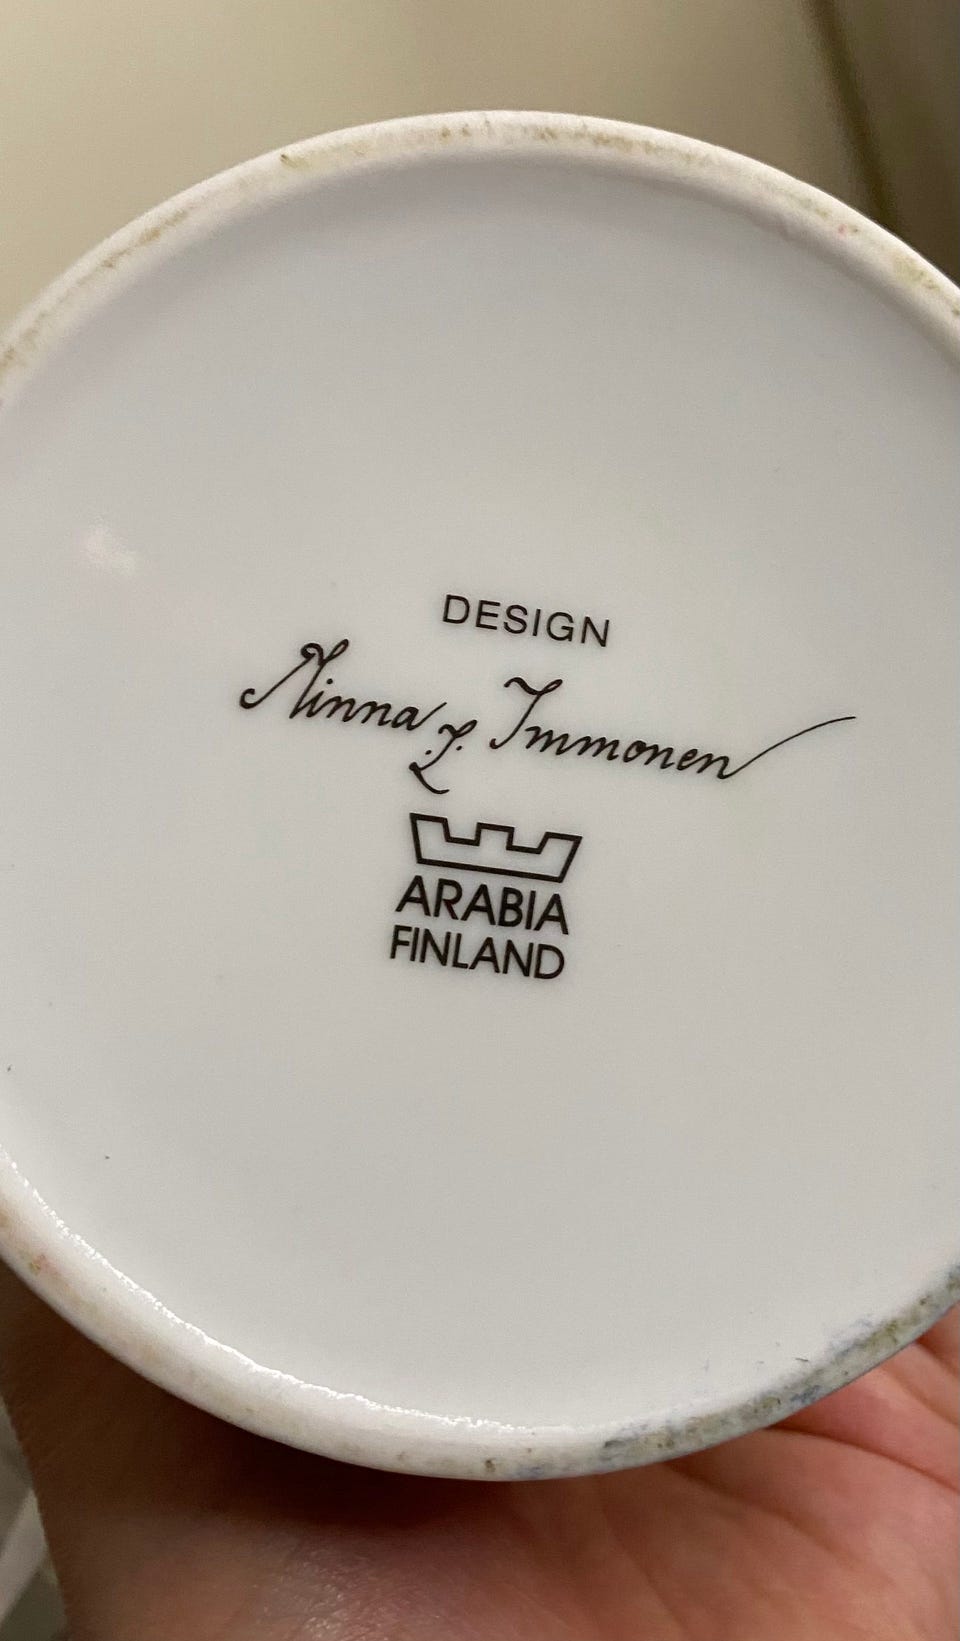 DESIGN
Minna L. Immonen
ARABIA
FINLAND